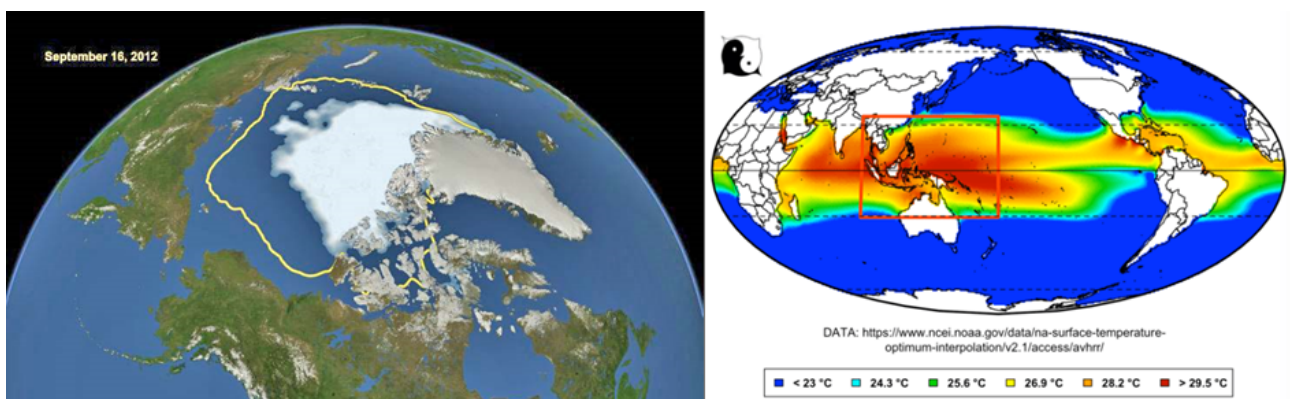 September 16, 2012
DATA: https://www.ncei.noaa.gov/data/na-surface-temperature-
optimum-interpolation/v2.1/access/avhrr/
< 23 °C 24.3 °C 25.6 °C 26.9 °C 28.2 °C > 29.5 °C